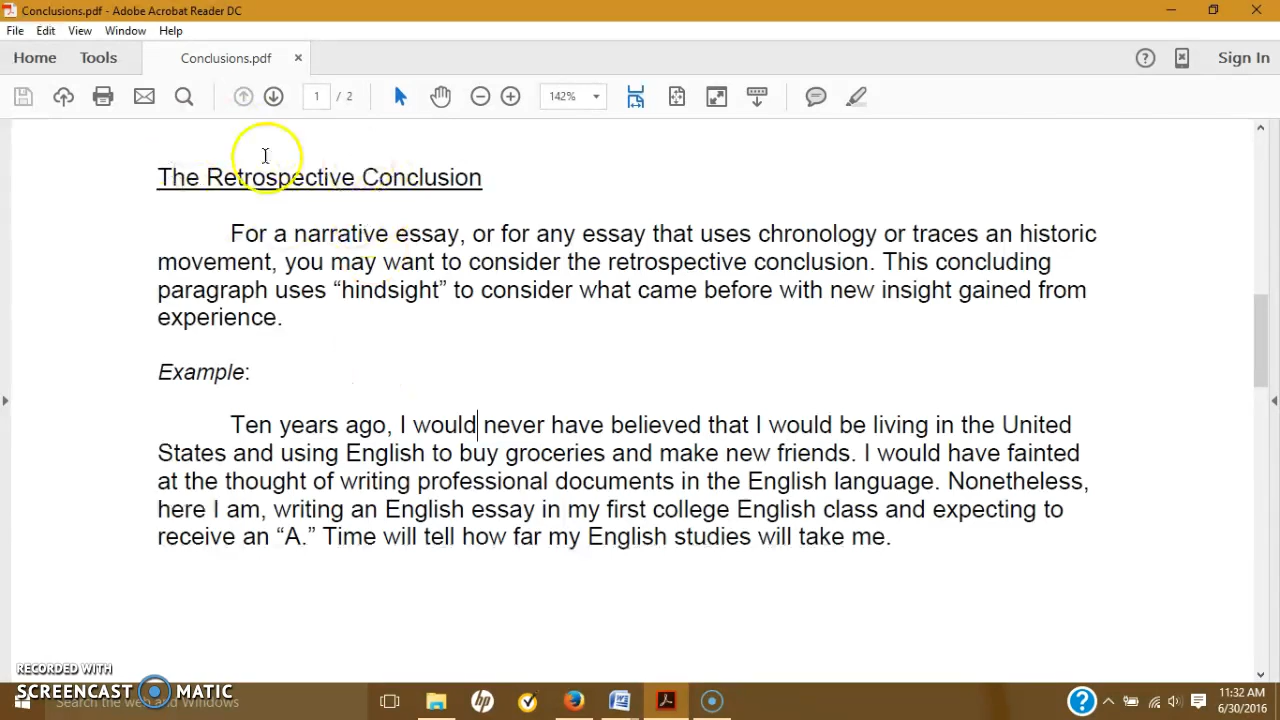 Conclusions.pdf - Adobe Acrobat Reader DC
File Edit View Window Help
Home Tools Conclusions.pdf × Sign In
1 / 2 142%
The Retrospective Conclusion
For a narrative essay, or for any essay that uses chronology or traces an historic
movement, you may want to consider the retrospective conclusion. This concluding
paragraph uses “hindsight” to consider what came before with new insight gained from
experience.
Example:
Ten years ago, I would never have believed that I would be living in the United
States and using English to buy groceries and make new friends. I would have fainted
at the thought of writing professional documents in the English language. Nonetheless,
here I am, writing an English essay in my first college English class and expecting to
receive an “A.” Time will tell how far my English studies will take me.
RECORDED WITH
SCREENCAST MATIC
Search the web and Windows
11:32 AM
6/30/2016